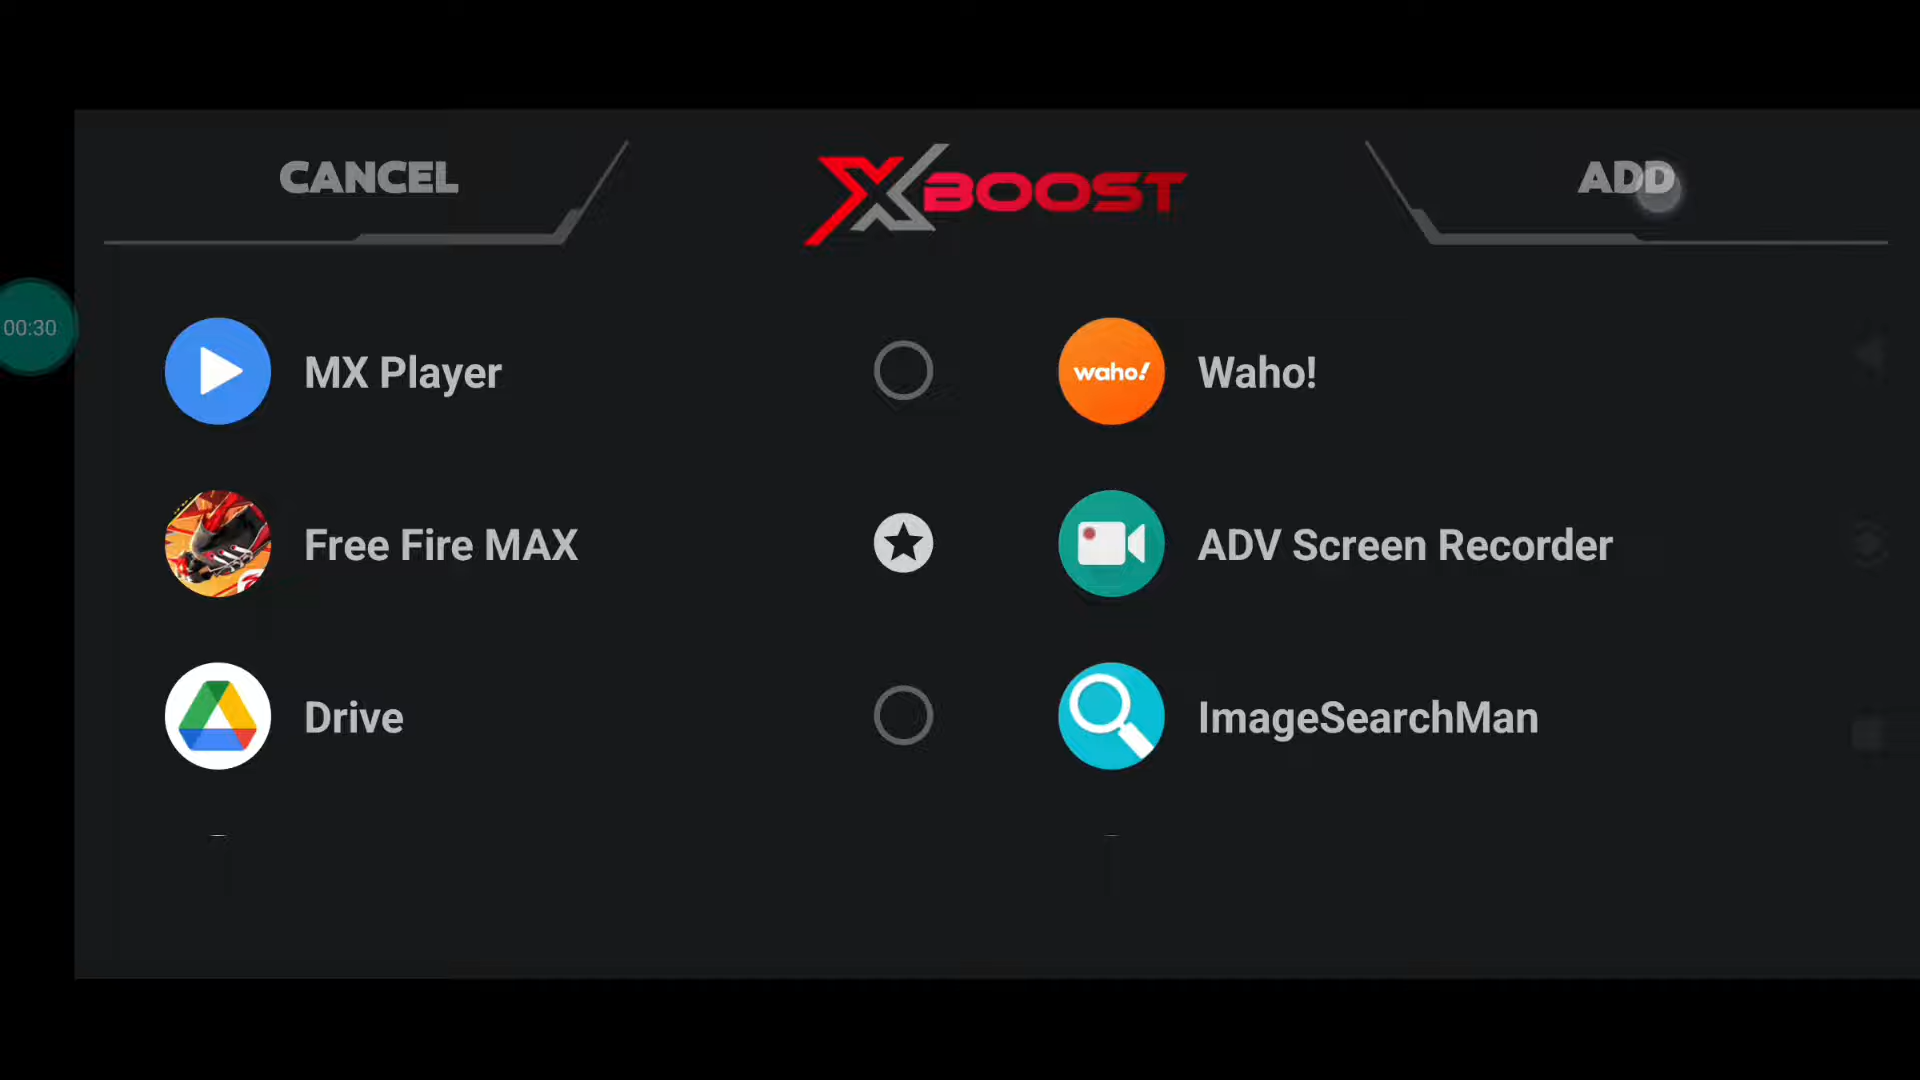 CANCEL
XBOOST
ADD
00:30
MX Player
waho!
Waho!
Free Fire MAX
ADV Screen Recorder
Drive
ImageSearchMan